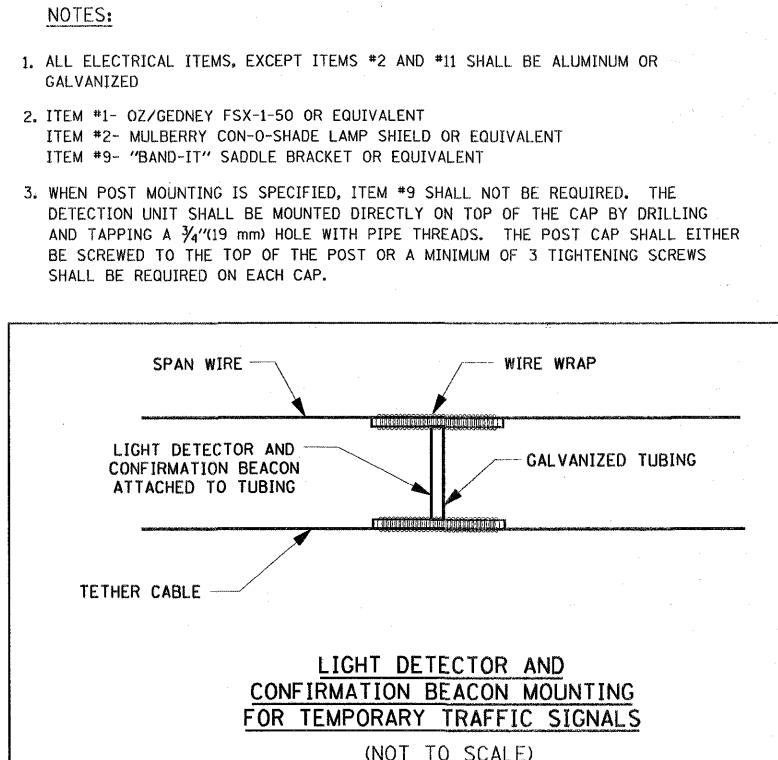 NOTES:
1. ALL ELECTRICAL ITEMS, EXCEPT ITEMS #2 AND #11 SHALL BE ALUMINUM OR
GALVANIZED
2. ITEM #1- OZ/GEDNEY FSX-1-50 OR EQUIVALENT
ITEM #2- MULBERRY CON-O-SHADE LAMP SHIELD OR EQUIVALENT
ITEM #9- "BAND-IT" SADDLE BRACKET OR EQUIVALENT
3. WHEN POST MOUNTING IS SPECIFIED, ITEM #9 SHALL NOT BE REQUIRED. THE
DETECTION UNIT SHALL BE MOUNTED DIRECTLY ON TOP OF THE CAP BY DRILLING
AND TAPPING A ¾"(19 mm) HOLE WITH PIPE THREADS. THE POST CAP SHALL EITHER
BE SCREWED TO THE TOP OF THE POST OR A MINIMUM OF 3 TIGHTENING SCREWS
SHALL BE REQUIRED ON EACH CAP.
SPAN WIRE
WIRE WRAP
LIGHT DETECTOR AND
CONFIRMATION BEACON
ATTACHED TO TUBING
GALVANIZED TUBING
TETHER CABLE
LIGHT DETECTOR AND
CONFIRMATION BEACON MOUNTING
FOR TEMPORARY TRAFFIC SIGNALS
(NOT TO SCALE)